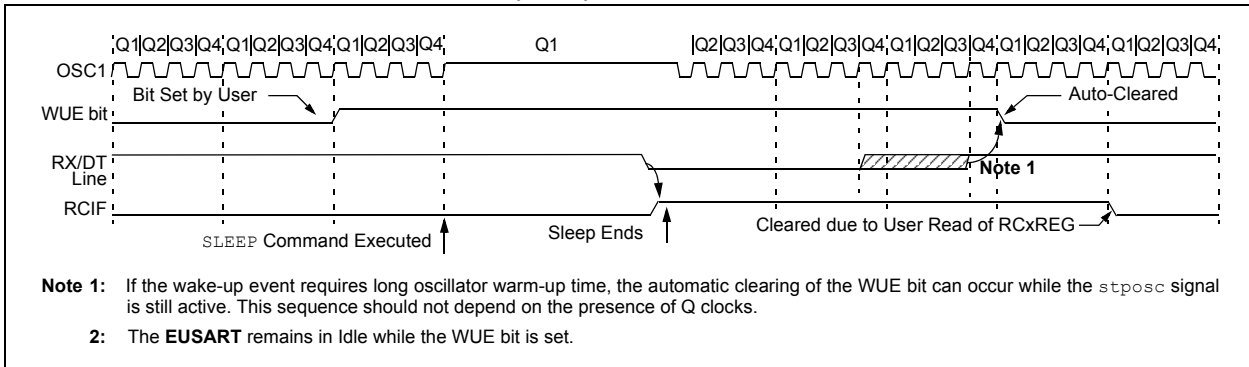 Q1|Q2|Q3|Q4|Q1|Q2|Q3|Q4|Q1|Q2|Q3|Q4 Q1 |Q2|Q3|Q4|Q1|Q2|Q3|Q4|Q1|Q2|Q3|Q4|Q1|Q2|Q3|Q4|Q1|Q2|Q3|Q4
OSC1
Bit Set by User Auto-Cleared
WUE bit
RX/DT
Line
Note 1
RCIF
SLEEP Command Executed Sleep Ends Cleared due to User Read of RCxREG
Note 1: If the wake-up event requires long oscillator warm-up time, the automatic clearing of the WUE bit can occur while the stposc signal
is still active. This sequence should not depend on the presence of Q clocks.
2: The EUSART remains in Idle while the WUE bit is set.